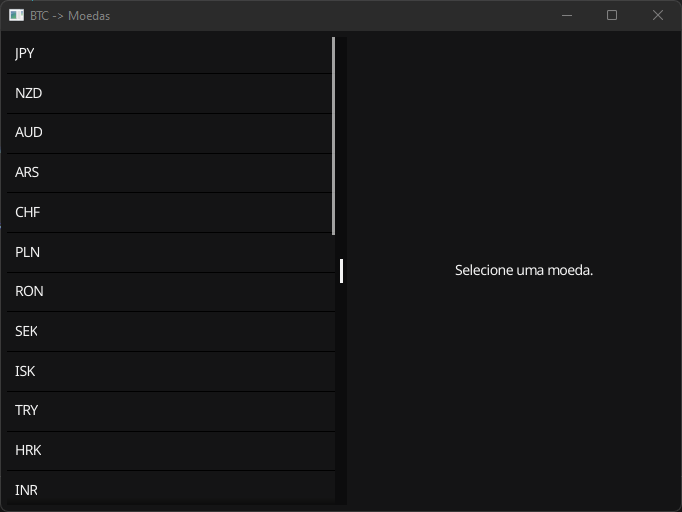 BTC -> Moedas
JPY
NZD
AUD
ARS
CHF
PLN
RON
SEK
ISK
TRY
HRK
INR
Selecione uma moeda.